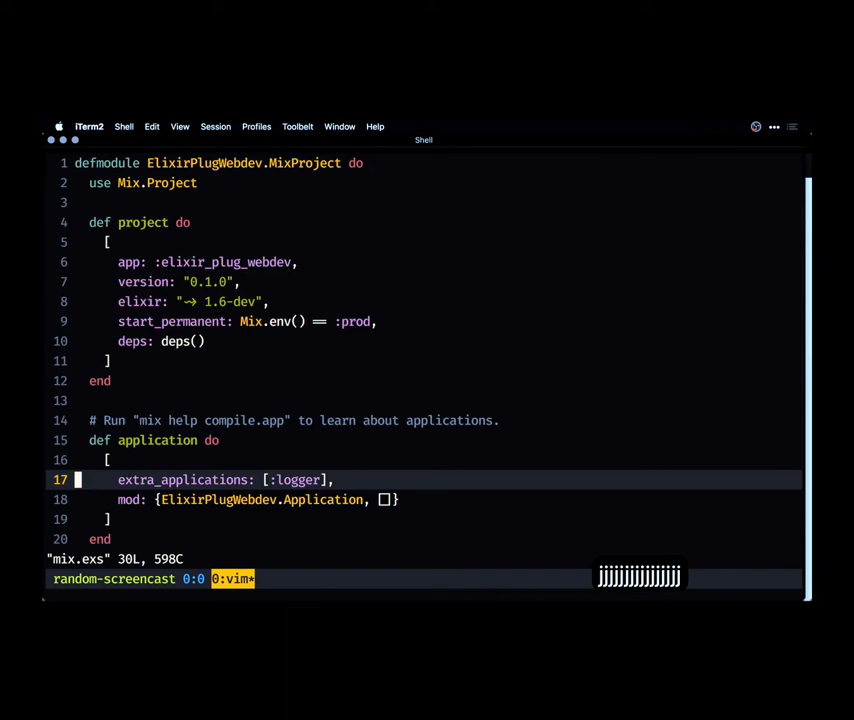 iTerm2 Shell Edit View Session Profiles Toolbelt Window Help
Shell
1 defmodule ElixirPlugWebdev.MixProject do
2 use Mix.Project
3
4 def project do
5 [
6 app: :elixir_plug_webdev,
7 version: "0.1.0",
8 elixir: "~> 1.6-dev",
9 start_permanent: Mix.env() == :prod,
10 deps: deps()
11 ]
12 end
13
14 # Run "mix help compile.app" to learn about applications.
15 def application do
16 [
17 extra_applications: [:logger],
18 mod: {ElixirPlugWebdev.Application, []}
19 ]
20 end
"mix.exs" 30L, 598C
random-screencast 0:0 0:vim*
jjjjjjjjjjjjjjjj